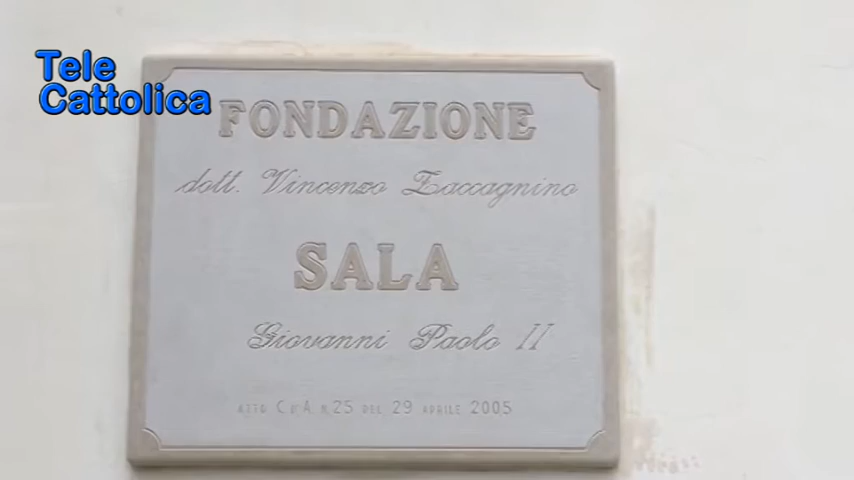 Tele
Cattolica
FONDAZIONE
dott. Vincenzo Zaccagnino
SALA
Giovanni Paolo II
ATTO C.d.A. N. 25 DEL 29 APRILE 2005